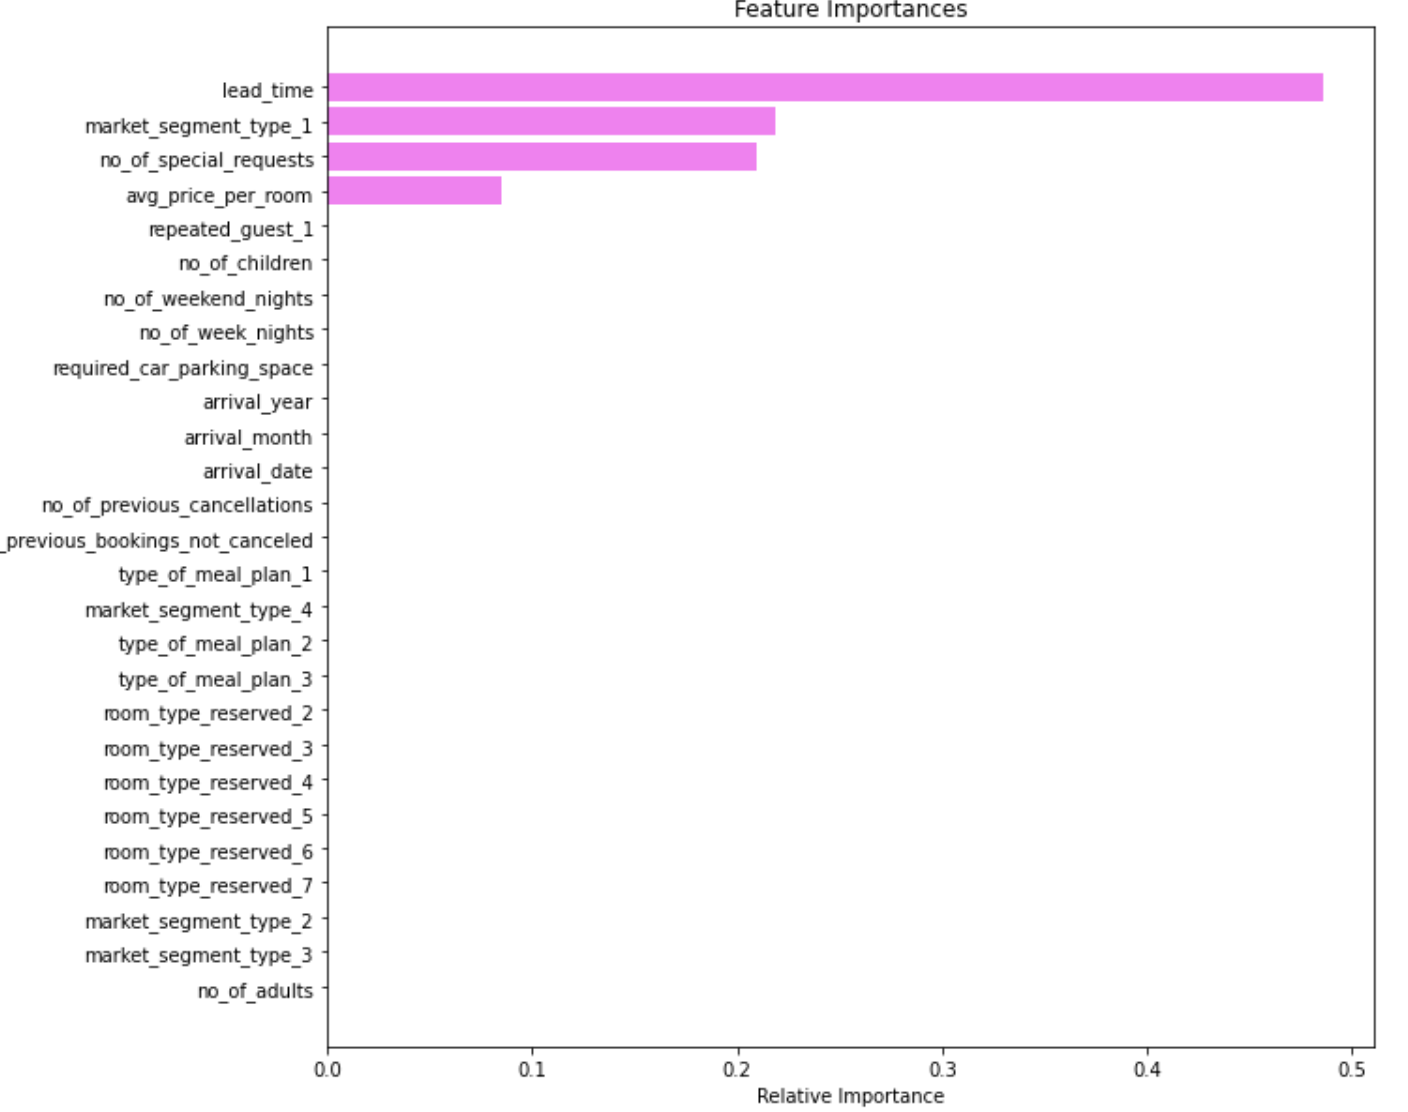 Feature Importances
lead_time
market_segment_type_1
no_of_special_requests
avg_price_per_room
repeated_guest_1
no_of_children
no_of_weekend_nights
no_of_week_nights
required_car_parking_space
arrival_year
arrival_month
arrival_date
no_of_previous_cancellations
_previous_bookings_not_canceled
type_of_meal_plan_1
market_segment_type_4
type_of_meal_plan_2
type_of_meal_plan_3
room_type_reserved_2
room_type_reserved_3
room_type_reserved_4
room_type_reserved_5
room_type_reserved_6
room_type_reserved_7
market_segment_type_2
market_segment_type_3
no_of_adults
0.0 0.1 0.2 0.3 0.4 0.5
Relative Importance